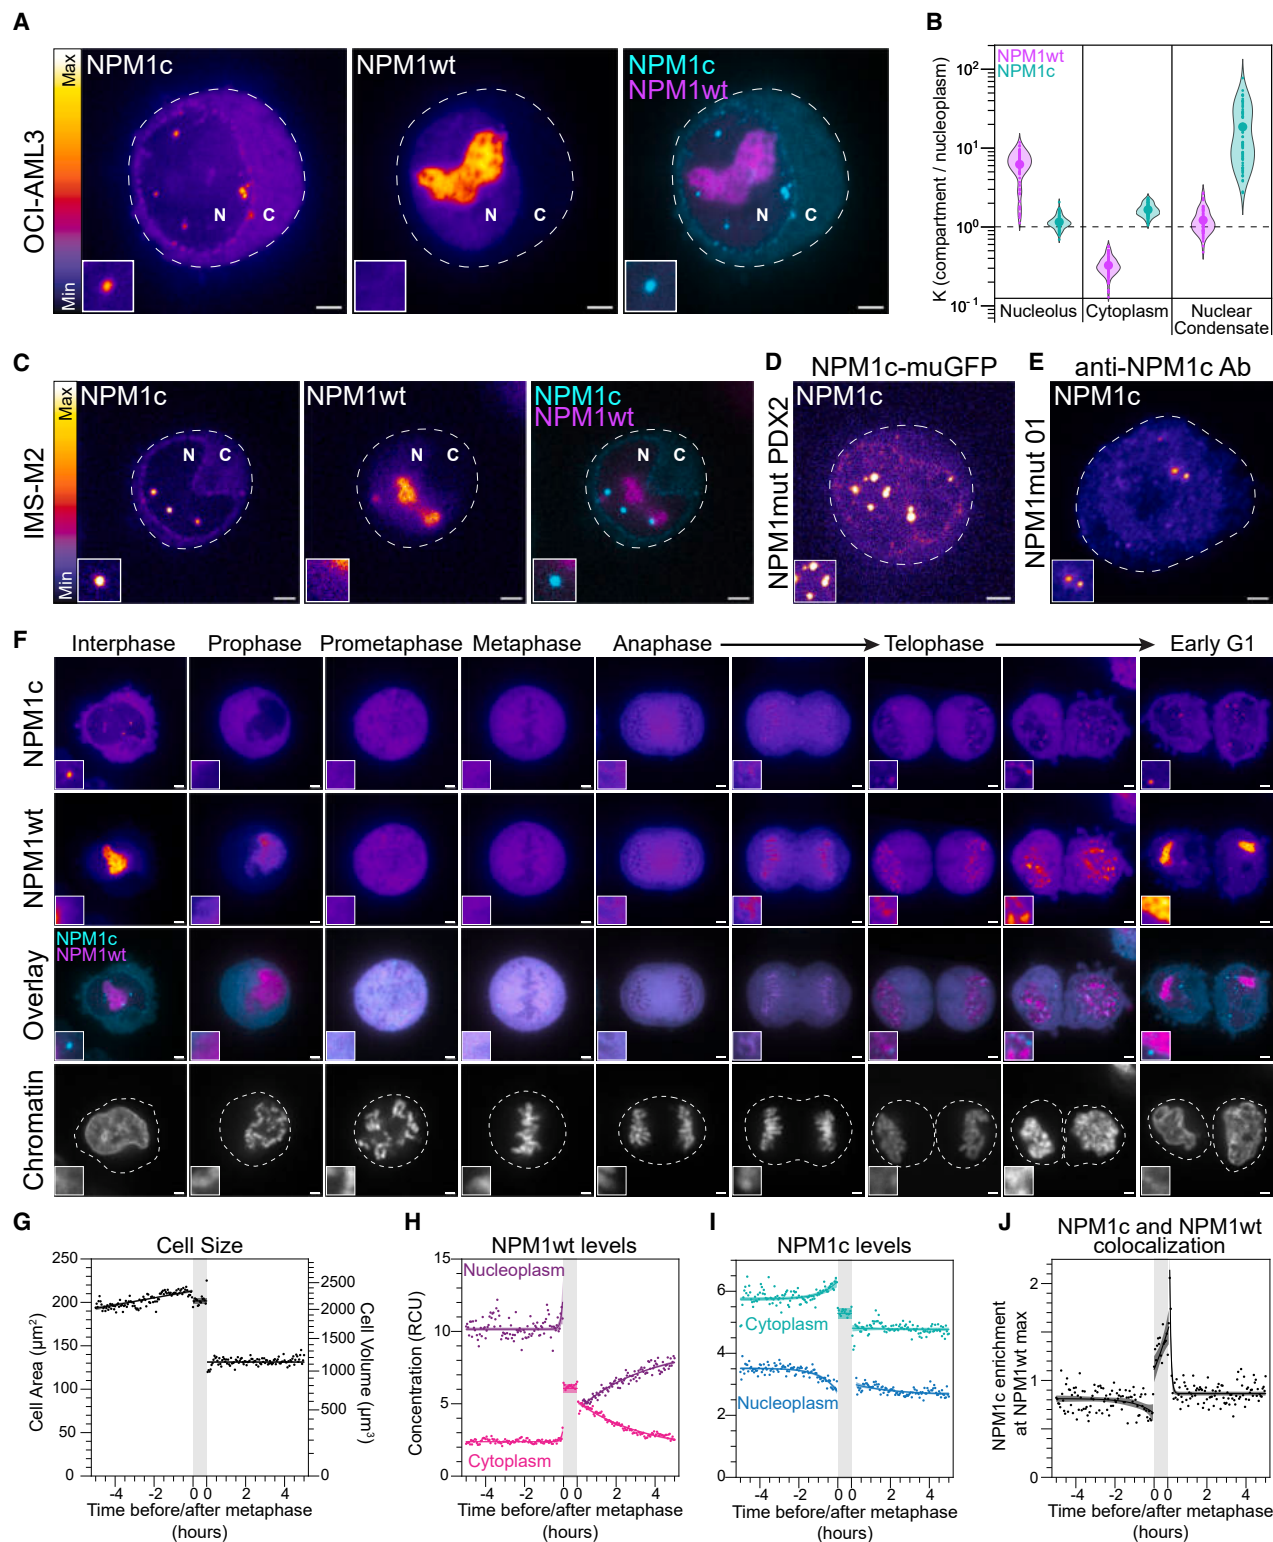 A
OCI-AML3
Max
Min
NPM1c
N
C
NPM1wt
N
C
NPM1c
NPM1wt
N
C
B
NPM1wt
NPM1c
K (compartment / nucleoplasm)
10²
10¹
10⁰
10⁻¹
Nucleolus
Cytoplasm
Nuclear
Condensate
C
IMS-M2
Max
Min
NPM1c
N
C
NPM1wt
N
C
NPM1c
NPM1wt
N
C
D
NPM1c-muGFP
NPM1mut PDX2
NPM1c
E
anti-NPM1c Ab
NPM1mut 01
NPM1c
F
Interphase
Prophase
Prometaphase
Metaphase
Anaphase
Telophase
Early G1
NPM1c
NPM1wt
Overlay
NPM1c
NPM1wt
Chromatin
G
Cell Size
Cell Area (µm²)
250
200
150
100
50
0
2500
2000
1500
1000
500
0
Cell Volume (µm³)
-4 -2 0 0 2 4
Time before/after metaphase
(hours)
H
NPM1wt levels
Concentration (RCU)
15
10
5
0
Nucleoplasm
Cytoplasm
-4 -2 0 0 2 4
Time before/after metaphase
(hours)
I
NPM1c levels
6
4
2
0
Cytoplasm
Nucleoplasm
-4 -2 0 0 2 4
Time before/after metaphase
(hours)
J
NPM1c and NPM1wt
colocalization
NPM1c enrichment
at NPM1wt max
2
1
0
-4 -2 0 0 2 4
Time before/after metaphase
(hours)